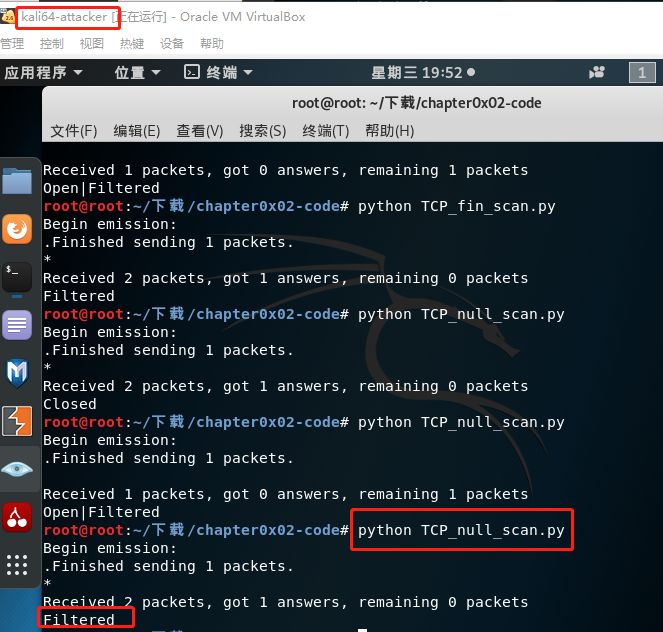 kali64-attacker [正在运行] - Oracle VM VirtualBox
管理 控制 视图 热键 设备 帮助
应用程序 位置 终端 星期三 19:52 1
root@root: ~/下载/chapter0x02-code
文件(F) 编辑(E) 查看(V) 搜索(S) 终端(T) 帮助(H)
Received 1 packets, got 0 answers, remaining 1 packets
Open|Filtered
root@root:~/下载/chapter0x02-code# python TCP_fin_scan.py
Begin emission:
.Finished sending 1 packets.
*
Received 2 packets, got 1 answers, remaining 0 packets
Filtered
root@root:~/下载/chapter0x02-code# python TCP_null_scan.py
Begin emission:
.Finished sending 1 packets.
*
Received 2 packets, got 1 answers, remaining 0 packets
Closed
root@root:~/下载/chapter0x02-code# python TCP_null_scan.py
Begin emission:
.Finished sending 1 packets.
Received 1 packets, got 0 answers, remaining 1 packets
Open|Filtered
root@root:~/下载/chapter0x02-code# python TCP_null_scan.py
Begin emission:
.Finished sending 1 packets.
*
Received 2 packets, got 1 answers, remaining 0 packets
Filtered